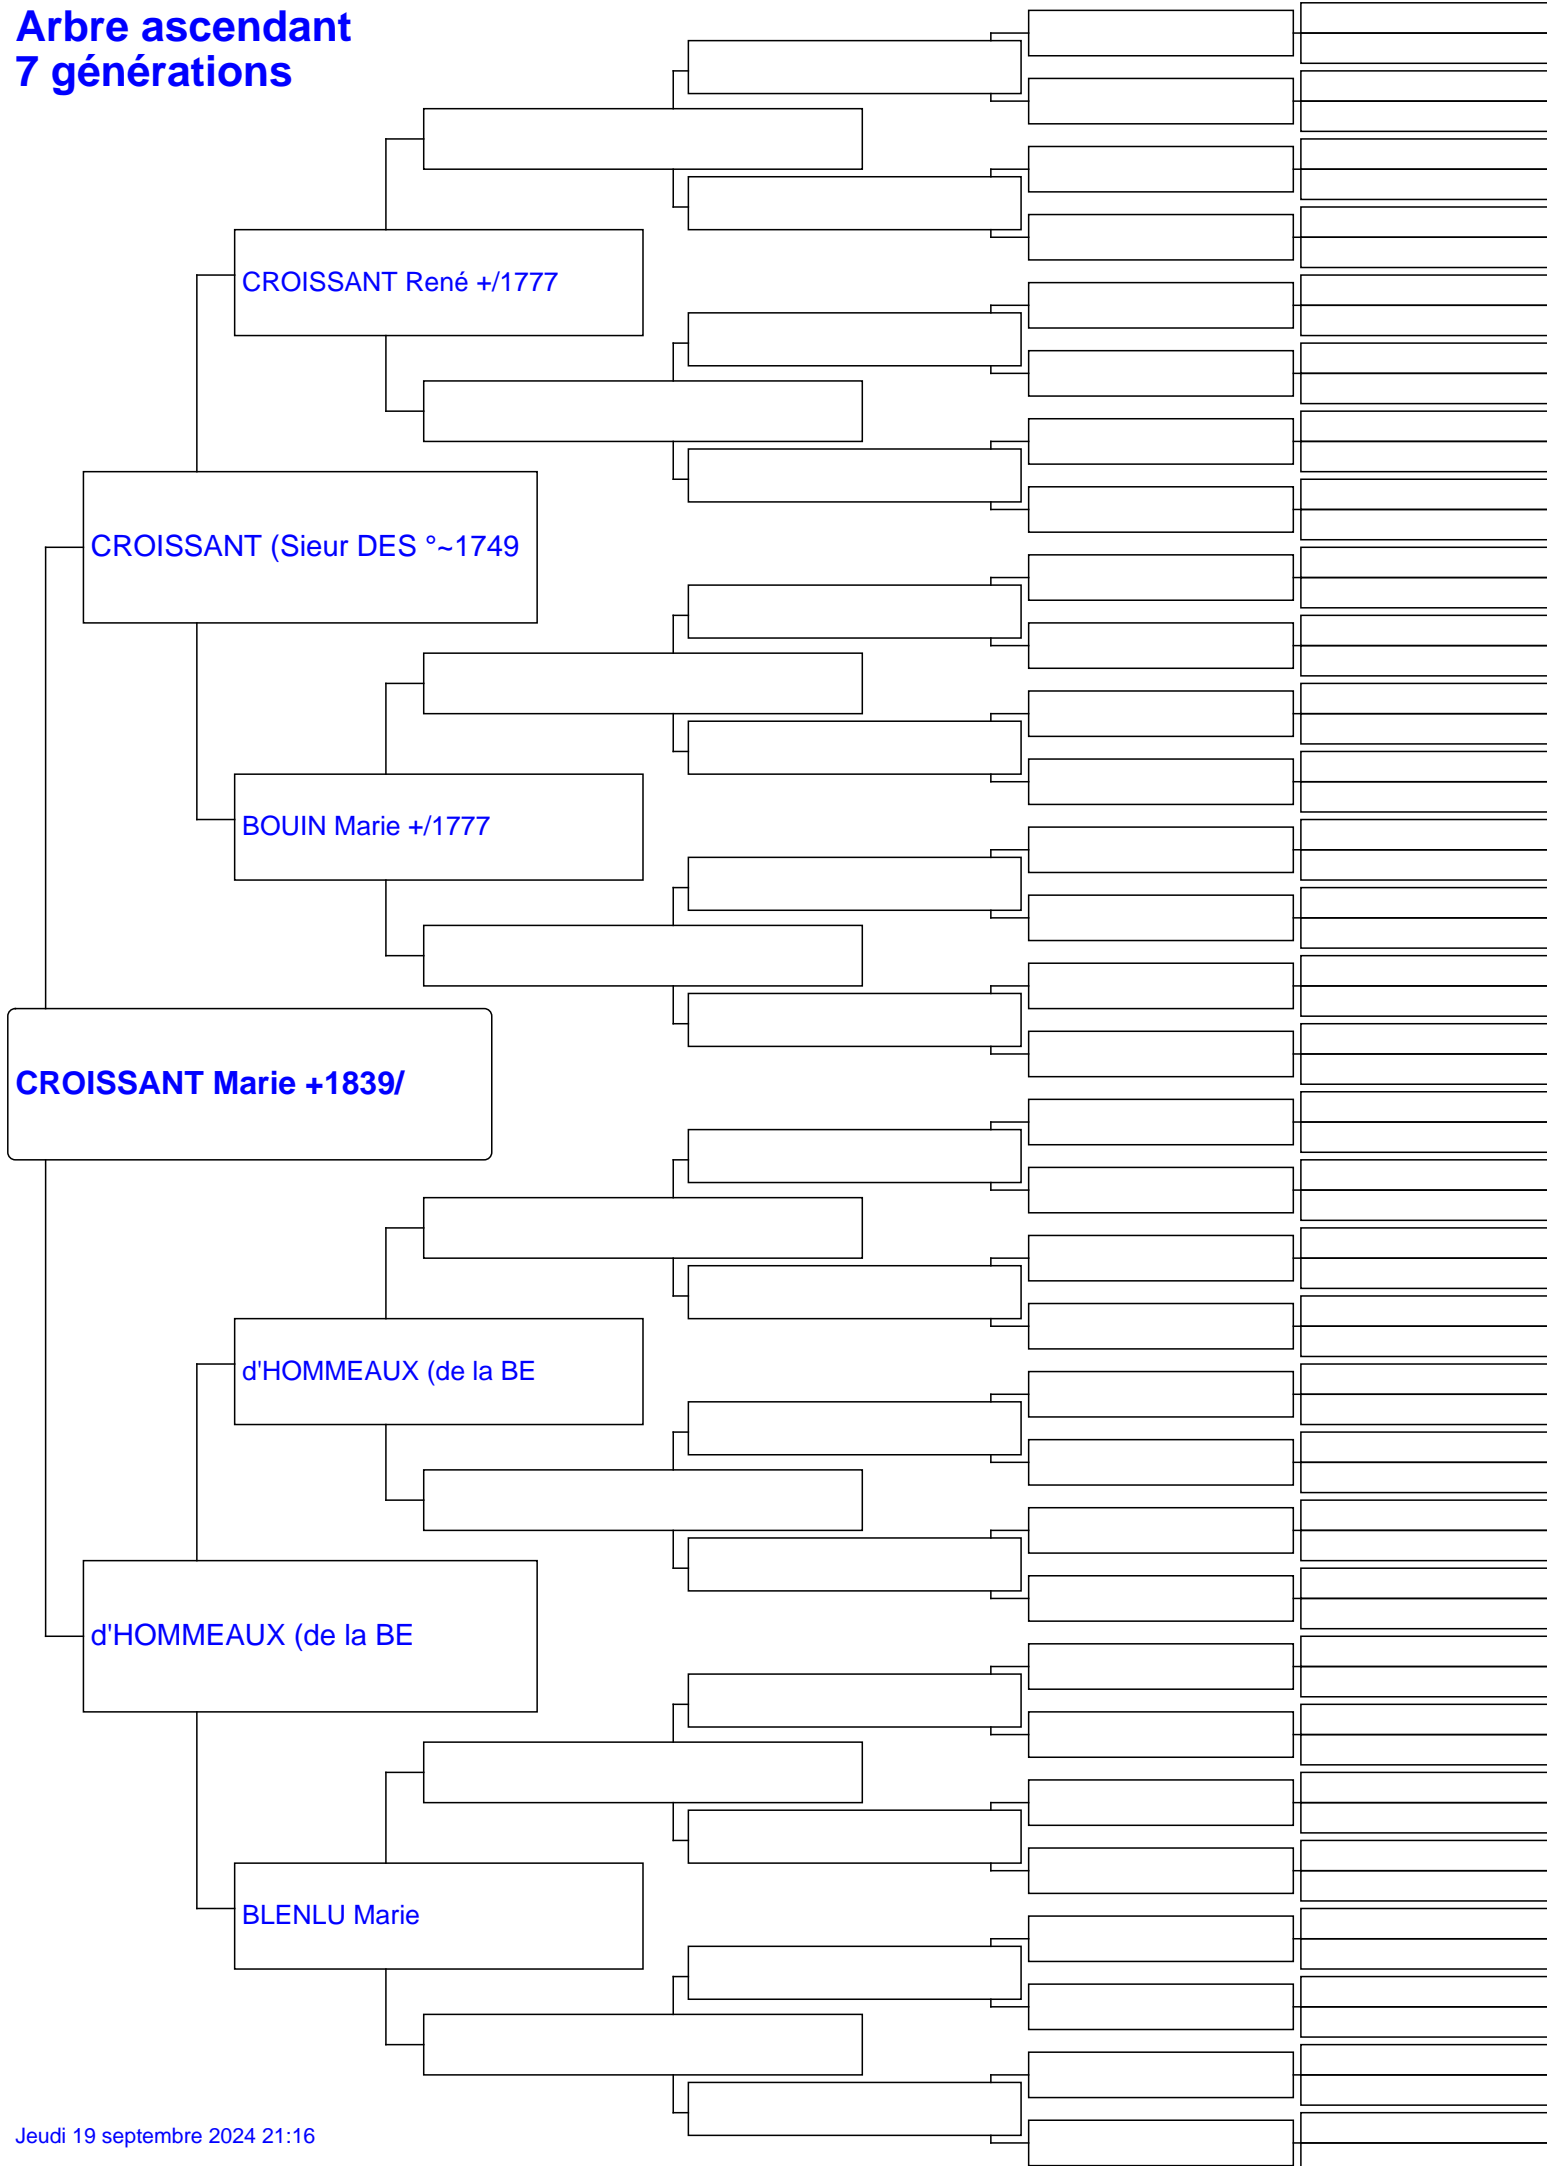 Arbre ascendant
7 générations
CROISSANT René +/1777
CROISSANT (Sieur DES °~1749
BOUIN Marie +/1777
CROISSANT Marie +1839/
d'HOMMEAUX (de la BE
d'HOMMEAUX (de la BE
BLENLU Marie
Jeudi 19 septembre 2024 21:16